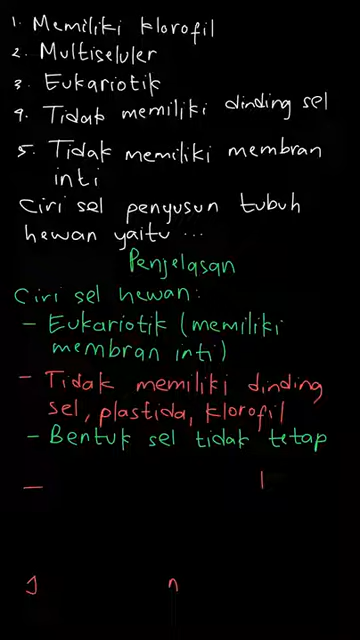 1. Memiliki klorofil
2. Multiseluler
3. Eukariotik
4. Tidak memiliki dinding sel
5. Tidak memiliki membran
inti
Ciri sel penyusun tubuh
hewan yaitu ...
Penjelasan
Ciri sel hewan:
- Eukariotik (memiliki
membran inti)
- Tidak memiliki dinding
sel, plastida, klorofil
- Bentuk sel tidak tetap